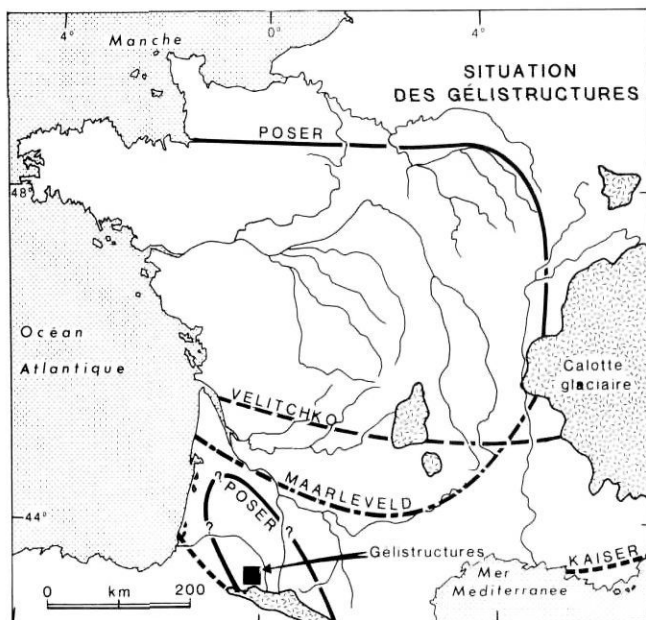 4°
0°
4°
Manche
SITUATION
DES GÉLISTRUCTURES
POSER
48°
Océan
Atlantique
Calotte
glaciaire
VELITCHKO
MAARLEVELD
POSER
?
?
?
44°
Gélistructures
KAISER
Mer
Mediterranee
0 200
km